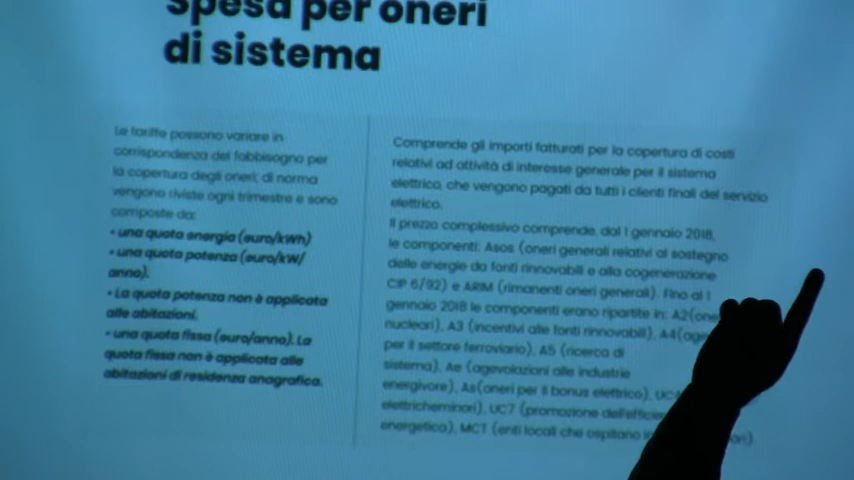 Spesa per oneri
di sistema
Le tariffe possono variare in
corrispondenza del fabbisogno per
la copertura degli oneri; di norma
vengono riviste ogni trimestre e sono
composte da:
• una quota energia (euro/kWh)
• una quota potenza (euro/kW/
anno).
• La quota potenza non è applicata
alle abitazioni.
• una quota fissa (euro/anno). La
quota fissa non è applicata alle
abitazioni di residenza anagrafica.
Comprende gli importi fatturati per la copertura di costi
relativi ad attività di interesse generale per il sistema
elettrico, che vengono pagati da tutti i clienti finali del servizio
elettrico.
Il prezzo complessivo comprende, dal 1 gennaio 2018,
le componenti: Asos (oneri generali relativi al sostegno
delle energie da fonti rinnovabili e alla cogenerazione
CIP 6/92) e ARIM (rimanenti oneri generali). Fino al 1
gennaio 2018 le componenti erano ripartite in: A2(
nucleari), A3 (incentivi alle fonti rinnovabili), A4(
per il settore ferroviario), A5 (ricerca di
sistema), Ae (agevolazioni alle industrie
energivore), As(oneri per il bonus elettrico),
elettricheminori), UC7 (promozione
energetica), MCT (enti locali che ospitano